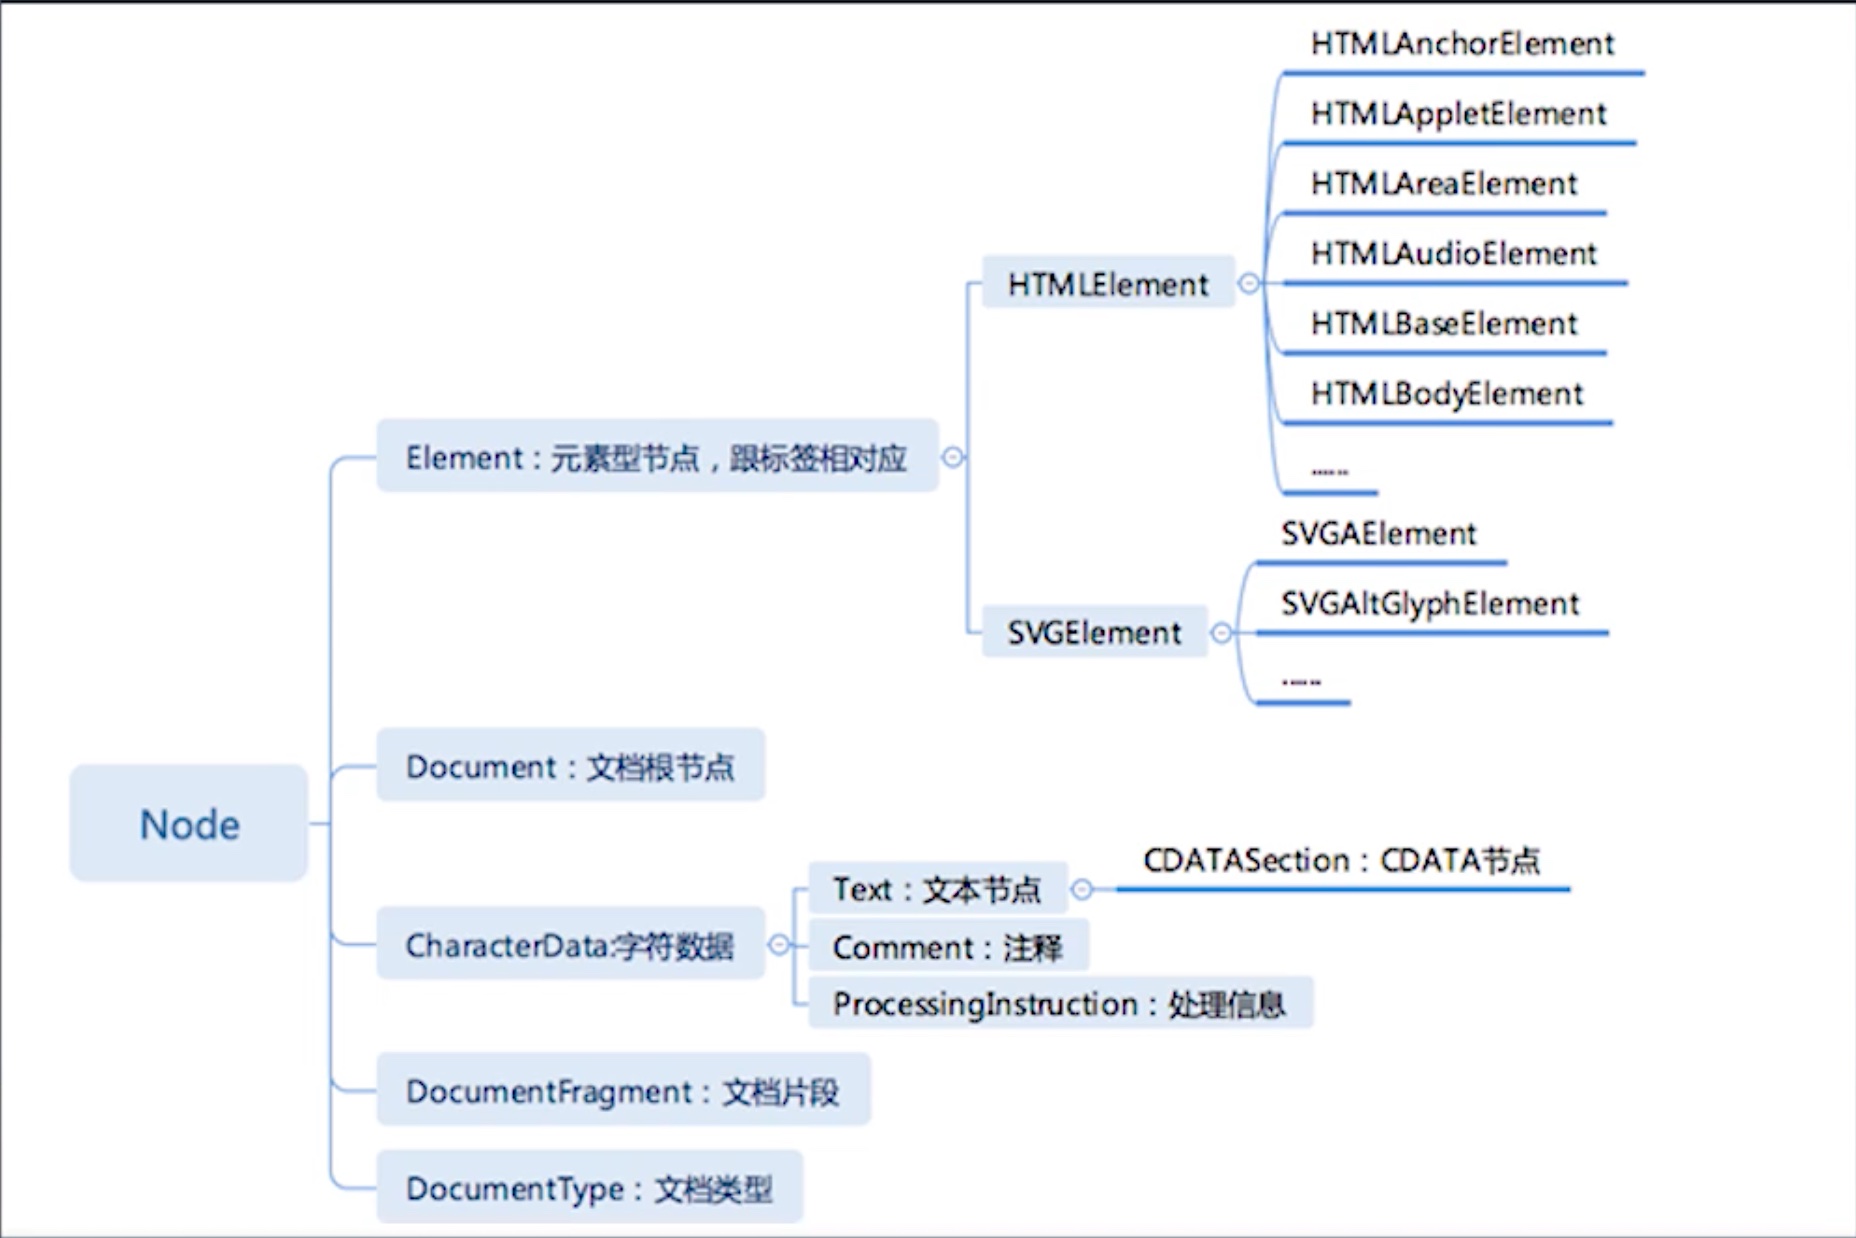 HTMLAnchorElement
HTMLAppletElement
HTMLAreaElement
HTMLAudioElement
HTMLElement
HTMLBaseElement
HTMLBodyElement
......
Element：元素型节点，跟标签相对应
SVGAElement
SVGAltGlyphElement
SVGElement
......
Document：文档根节点
Node
CDATASection：CDATA节点
Text：文本节点
CharacterData:字符数据
Comment：注释
ProcessingInstruction：处理信息
DocumentFragment：文档片段
DocumentType：文档类型